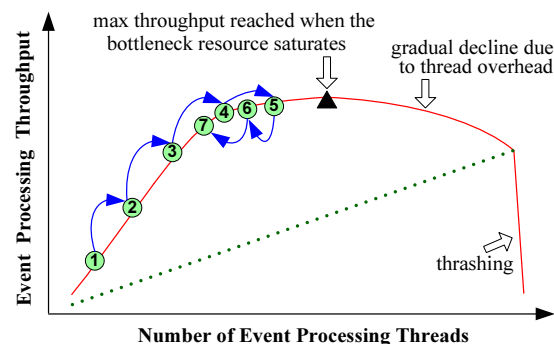 max throughput reached when the
bottleneck resource saturates
gradual decline due
to thread overhead
Event Processing Throughput
1
2
3
7
4
6
5
thrashing
Number of Event Processing Threads